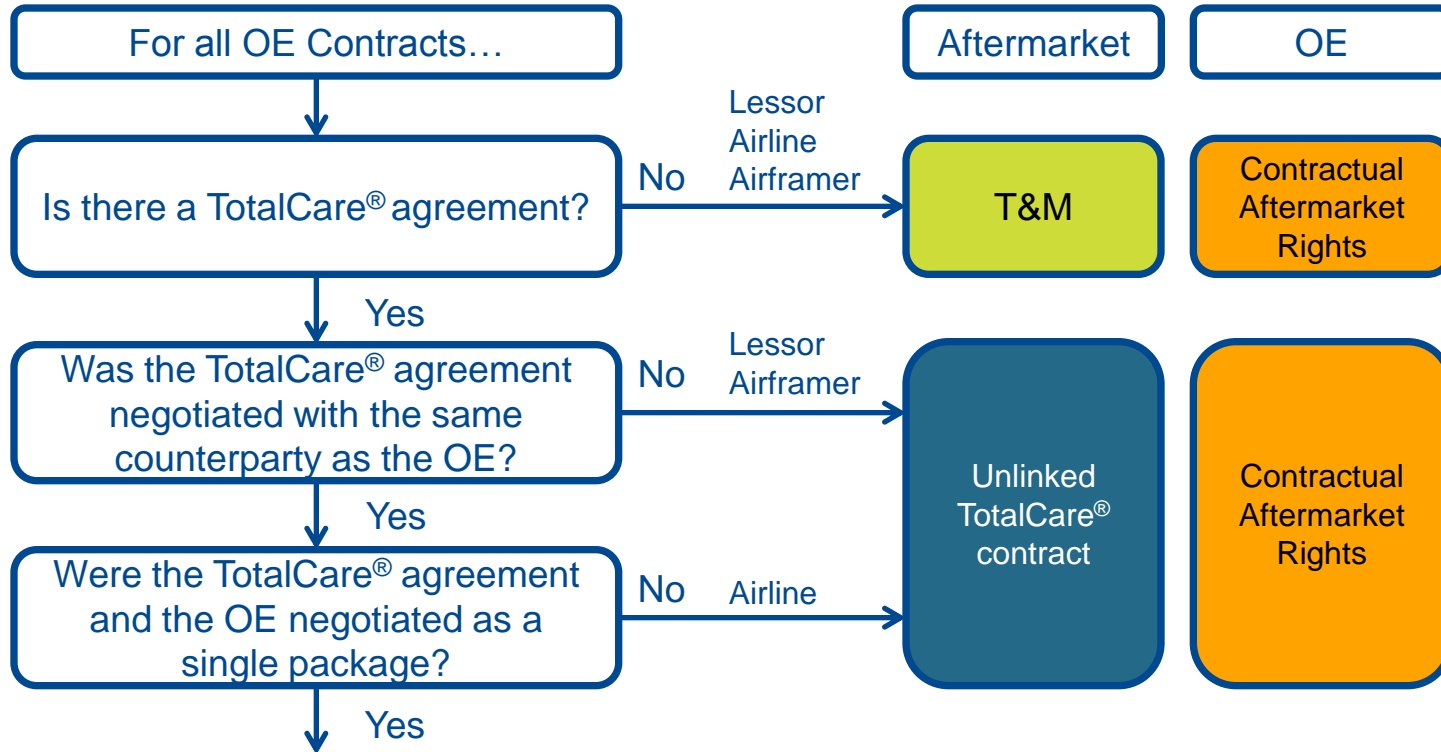 For all OE Contracts…
Aftermarket
OE
Is there a TotalCare® agreement?
No
Lessor
Airline
Airframer
T&M
Contractual
Aftermarket
Rights
Yes
Was the TotalCare® agreement
negotiated with the same
counterparty as the OE?
No
Lessor
Airframer
Unlinked
TotalCare®
contract
Contractual
Aftermarket
Rights
Yes
Were the TotalCare® agreement
and the OE negotiated as a
single package?
No
Airline
Yes